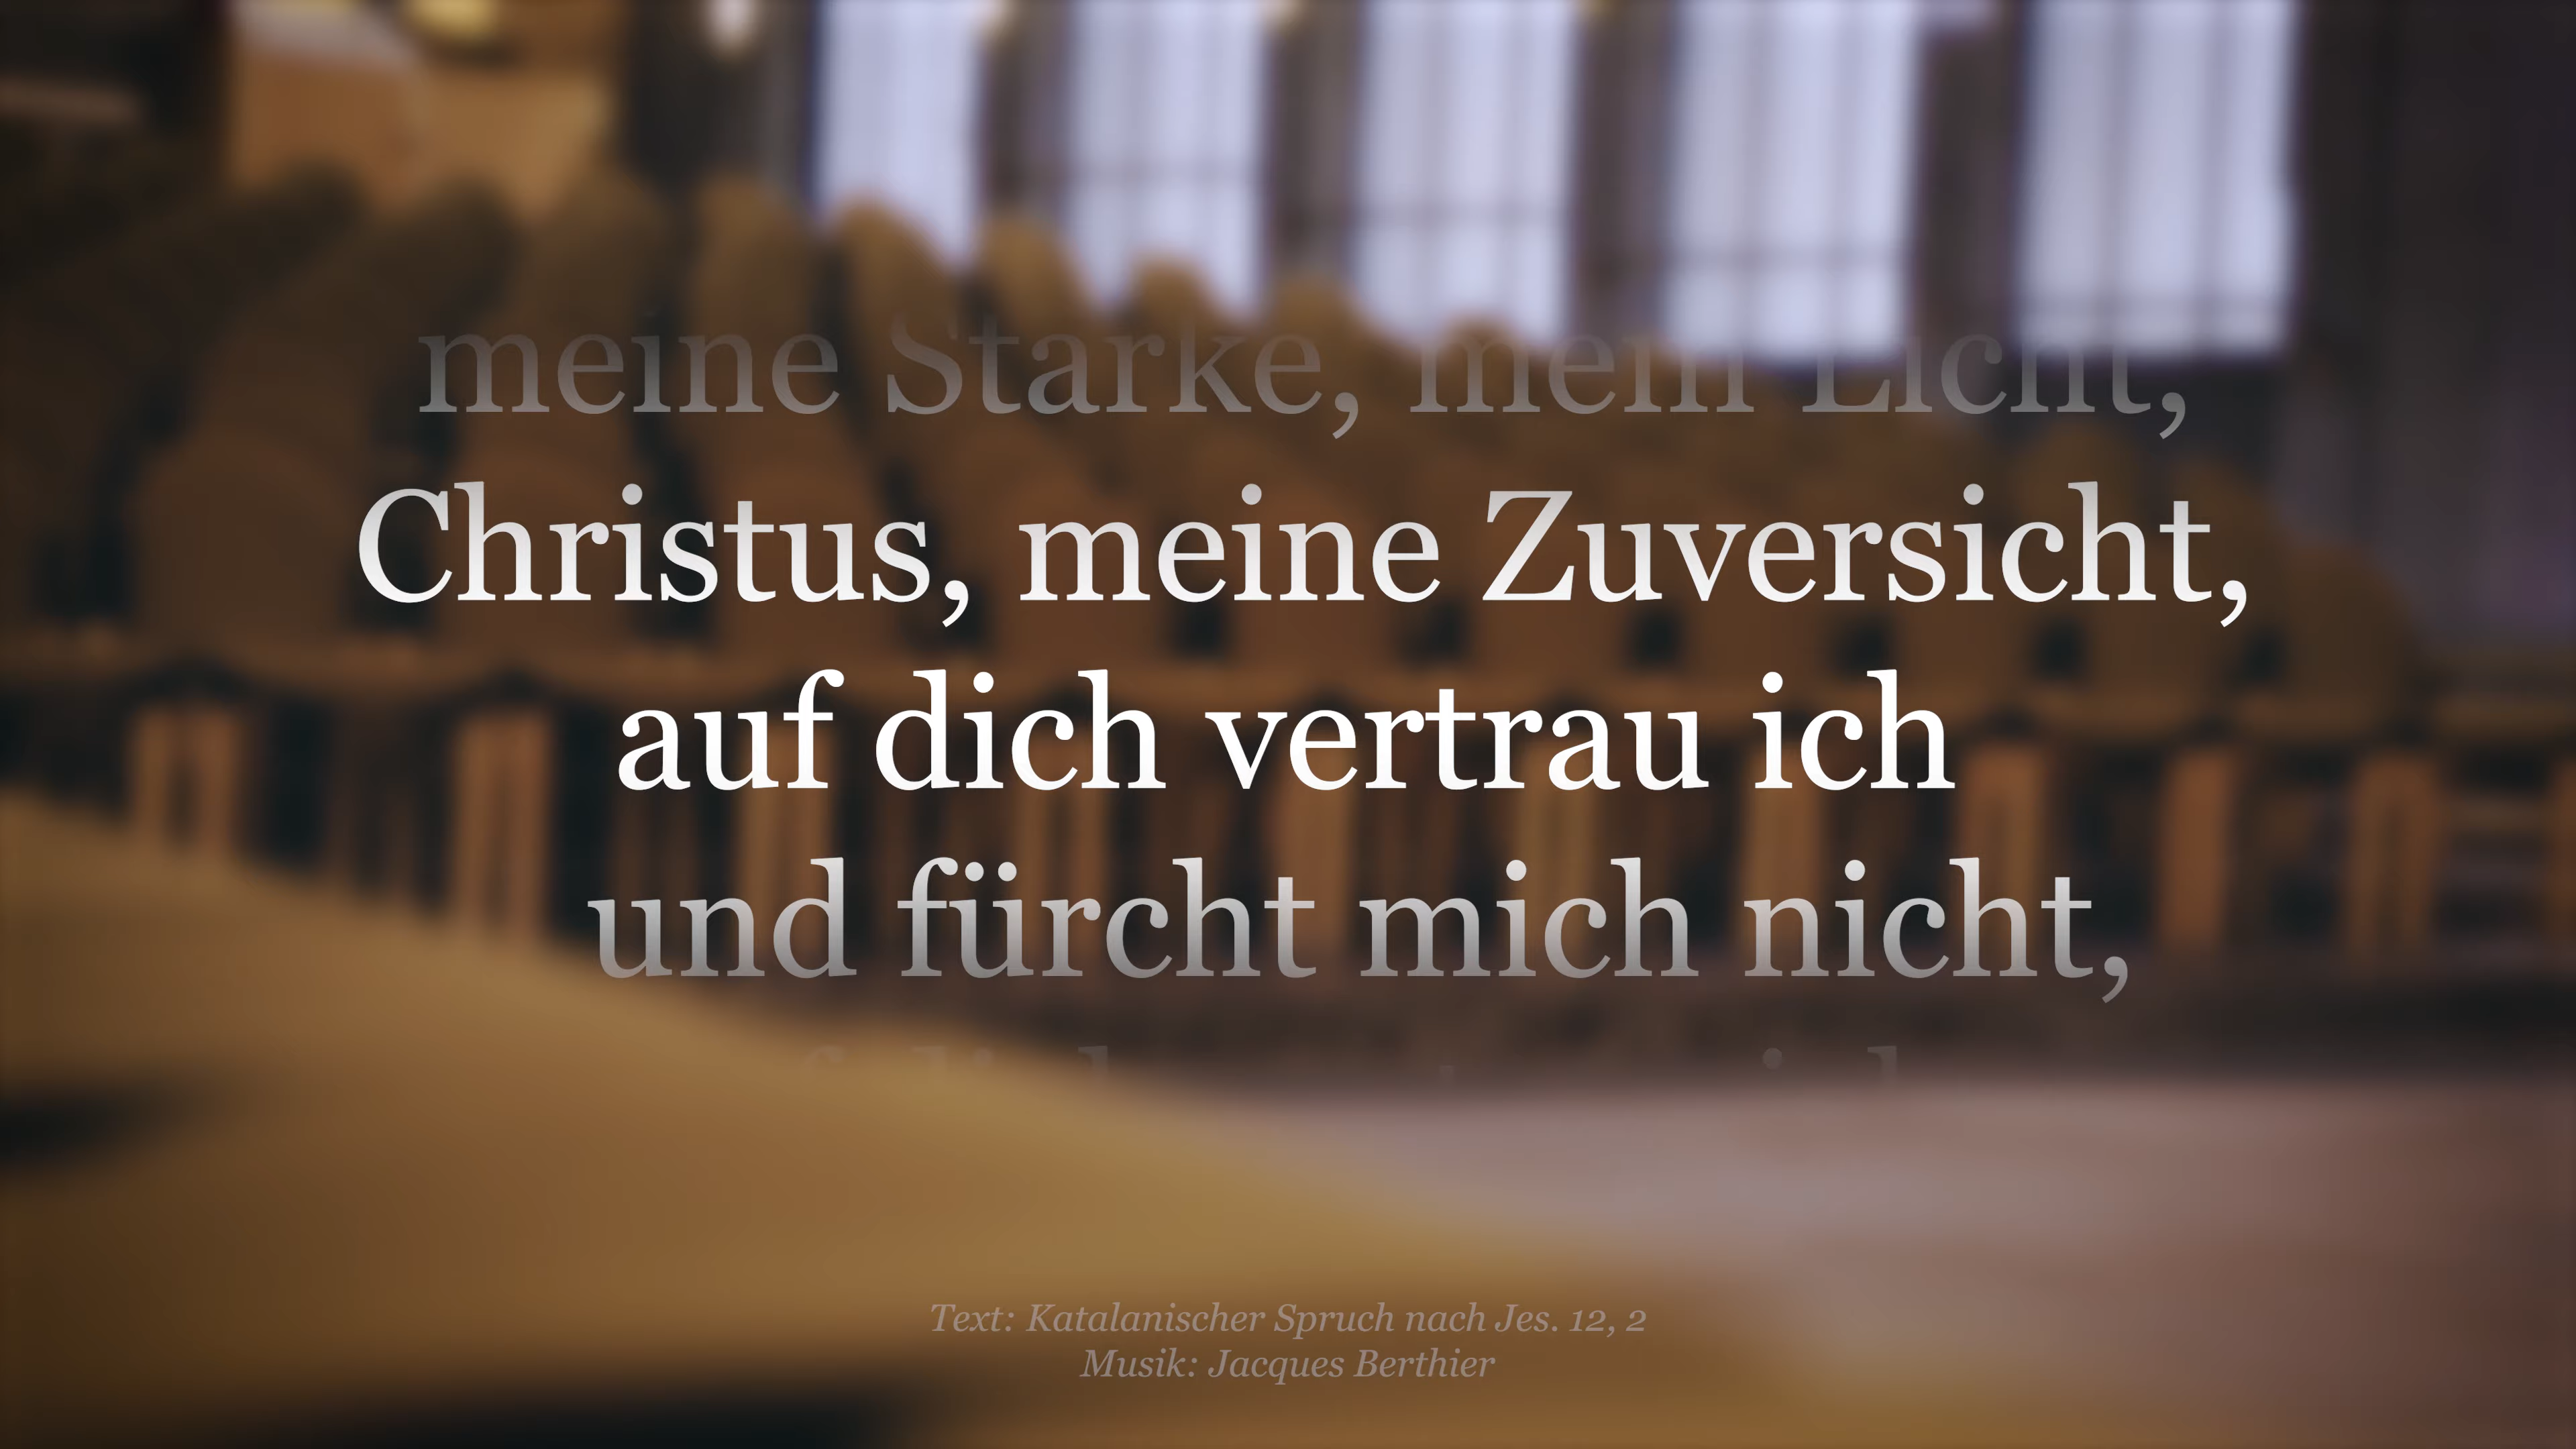 meine Stärke, mein Licht,
Christus, meine Zuversicht,
auf dich vertrau ich
und fürcht mich nicht,
Text: Katalanischer Spruch nach Jes. 12, 2
Musik: Jacques Berthier